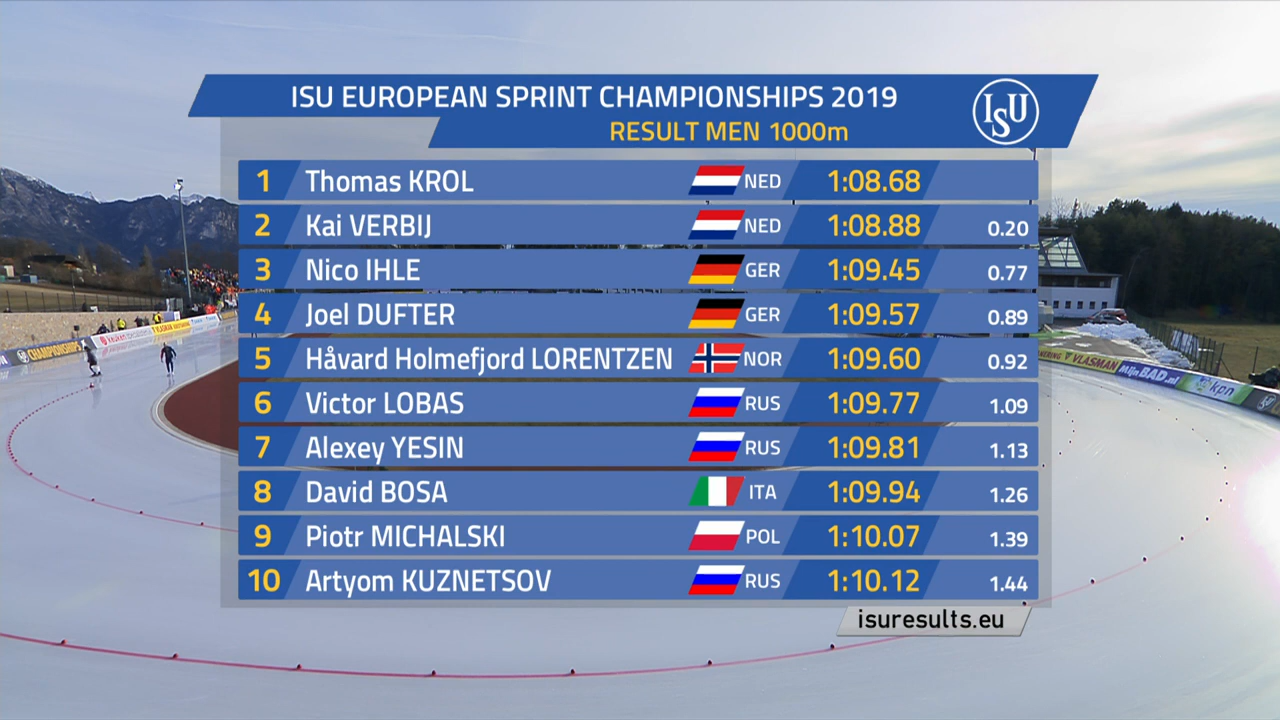 ISU EUROPEAN SPRINT CHAMPIONSHIPS 2019
ISU
RESULT MEN 1000m
1 Thomas KROL NED 1:08.68
2 Kai VERBIJ NED 1:08.88 0.20
3 Nico IHLE GER 1:09.45 0.77
4 Joel DUFTER GER 1:09.57 0.89
5 Håvard Holmefjord LORENTZEN NOR 1:09.60 0.92
6 Victor LOBAS RUS 1:09.77 1.09
7 Alexey YESIN RUS 1:09.81 1.13
8 David BOSA ITA 1:09.94 1.26
9 Piotr MICHALSKI POL 1:10.07 1.39
10 Artyom KUZNETSOV RUS 1:10.12 1.44
isuresults.eu
CHAMPIONSHIPS
VLASMAN
MijnBAD.nl
kpn